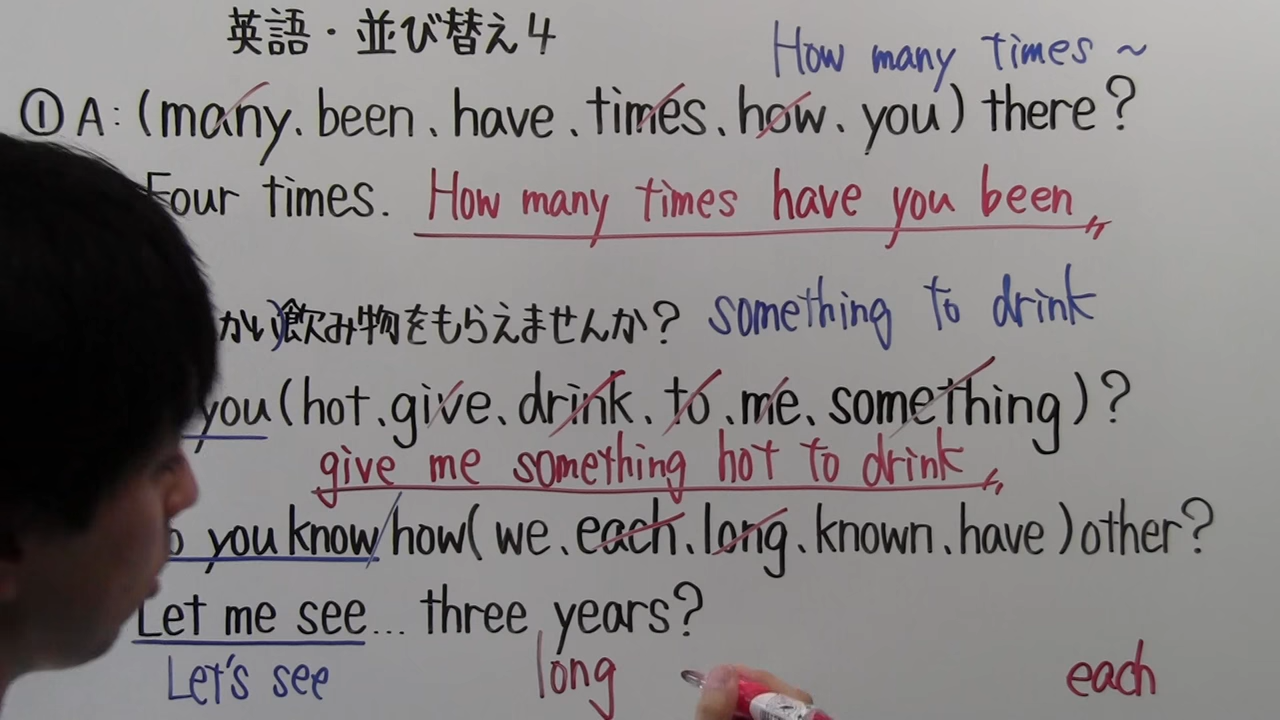 英語・並び替え4
How many times ~
① A: (many、been、have、times、how、you) there?
Four times. How many times have you been
かい)飲み物をもらえませんか? something to drink
you (hot、give、drink、to、me、something)?
give me something hot to drink
you know/how (we、each、long、known、have) other?
Let me see... three years?
Let's see long each